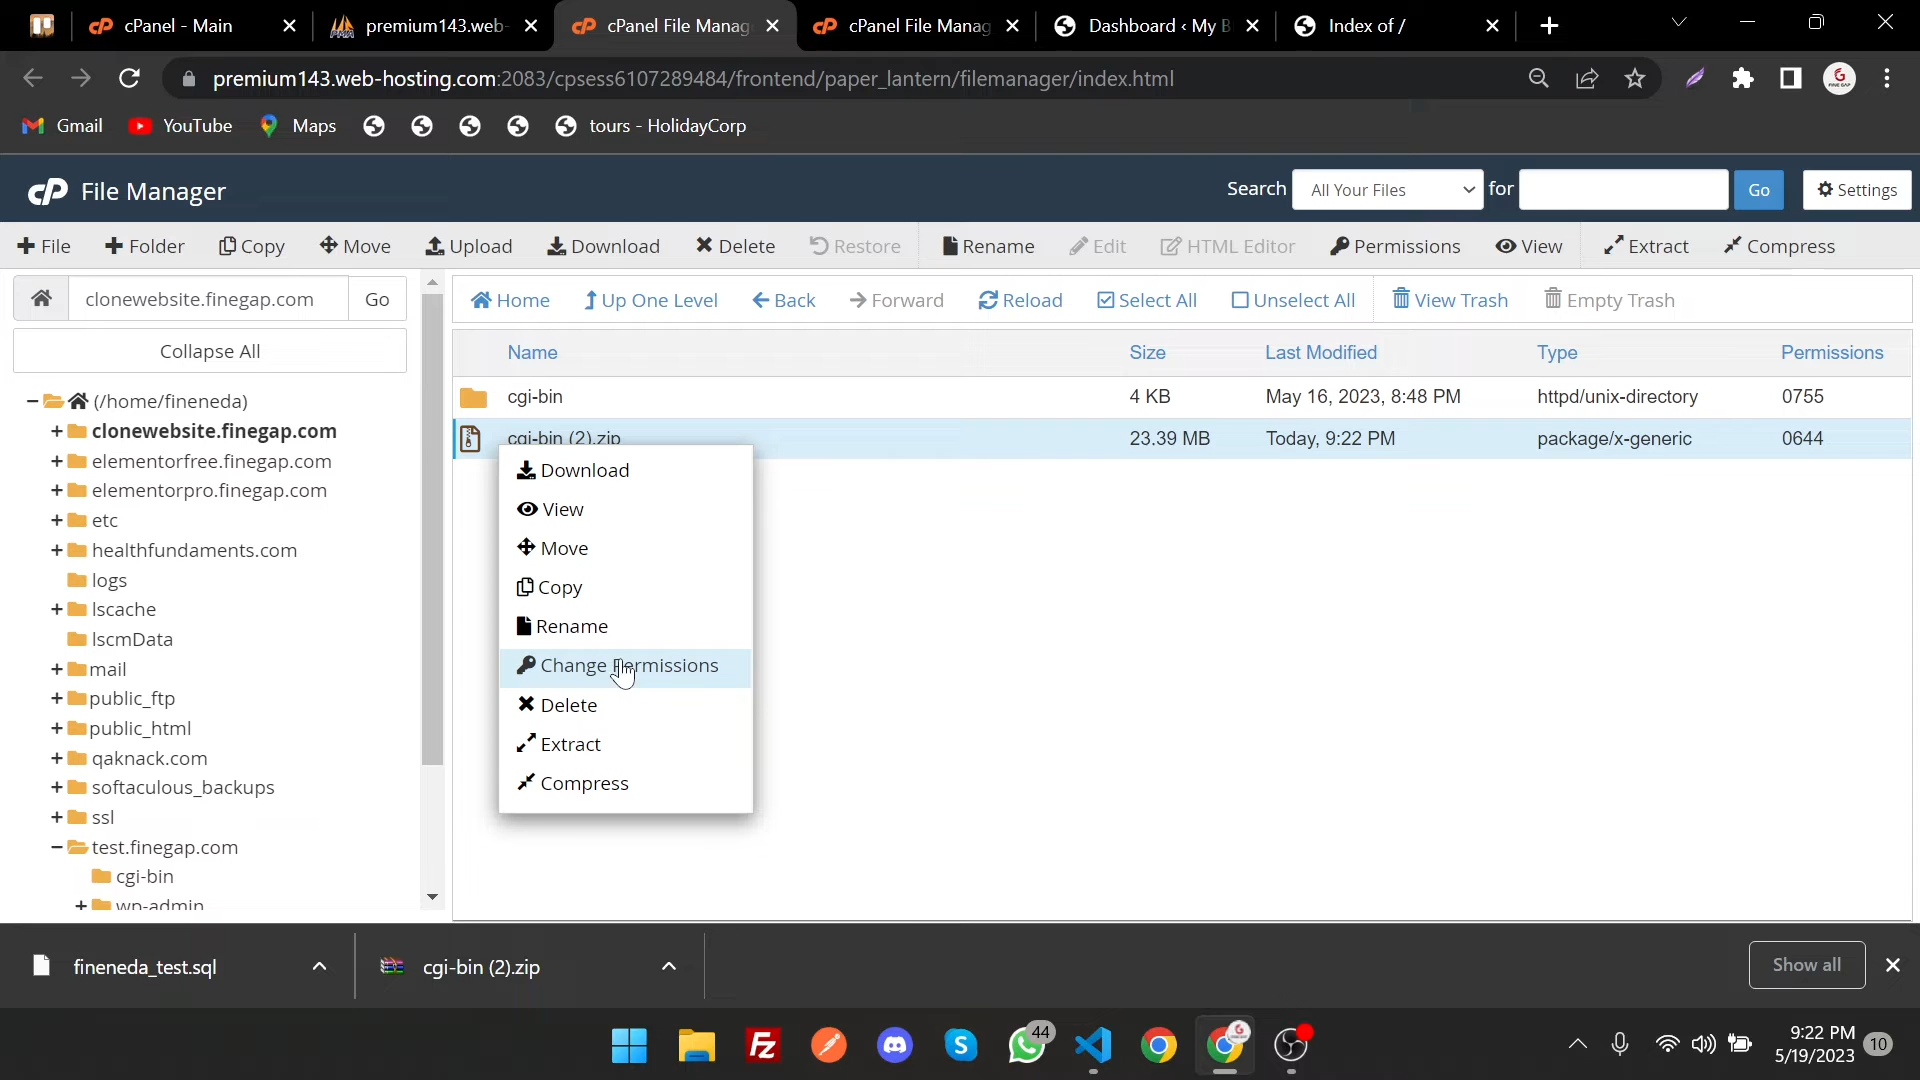 cPanel - Main
premium143.web-
cPanel File Manag
cPanel File Manag
Dashboard ‹ My B
Index of /
premium143.web-hosting.com:2083/cpsess6107289484/frontend/paper_lantern/filemanager/index.html
Gmail
YouTube
Maps
tours - HolidayCorp
cP File Manager
Search
All Your Files
for
Go
Settings
File
Folder
Copy
Move
Upload
Download
Delete
Restore
Rename
Edit
HTML Editor
Permissions
View
Extract
Compress
clonewebsite.finegap.com
Go
Home
Up One Level
Back
Forward
Reload
Select All
Unselect All
View Trash
Empty Trash
Collapse All
Name
Size
Last Modified
Type
Permissions
cgi-bin
4 KB
May 16, 2023, 8:48 PM
httpd/unix-directory
0755
cgi-bin (2).zip
23.39 MB
Today, 9:22 PM
package/x-generic
0644
(/home/fineneda)
clonewebsite.finegap.com
elementorfree.finegap.com
elementorpro.finegap.com
etc
healthfundaments.com
logs
lscache
lscmData
mail
public_ftp
public_html
qaknack.com
softaculous_backups
ssl
test.finegap.com
cgi-bin
wp-admin
Download
View
Move
Copy
Rename
Change Permissions
Delete
Extract
Compress
fineneda_test.sql
cgi-bin (2).zip
Show all
44
9:22 PM
5/19/2023
10